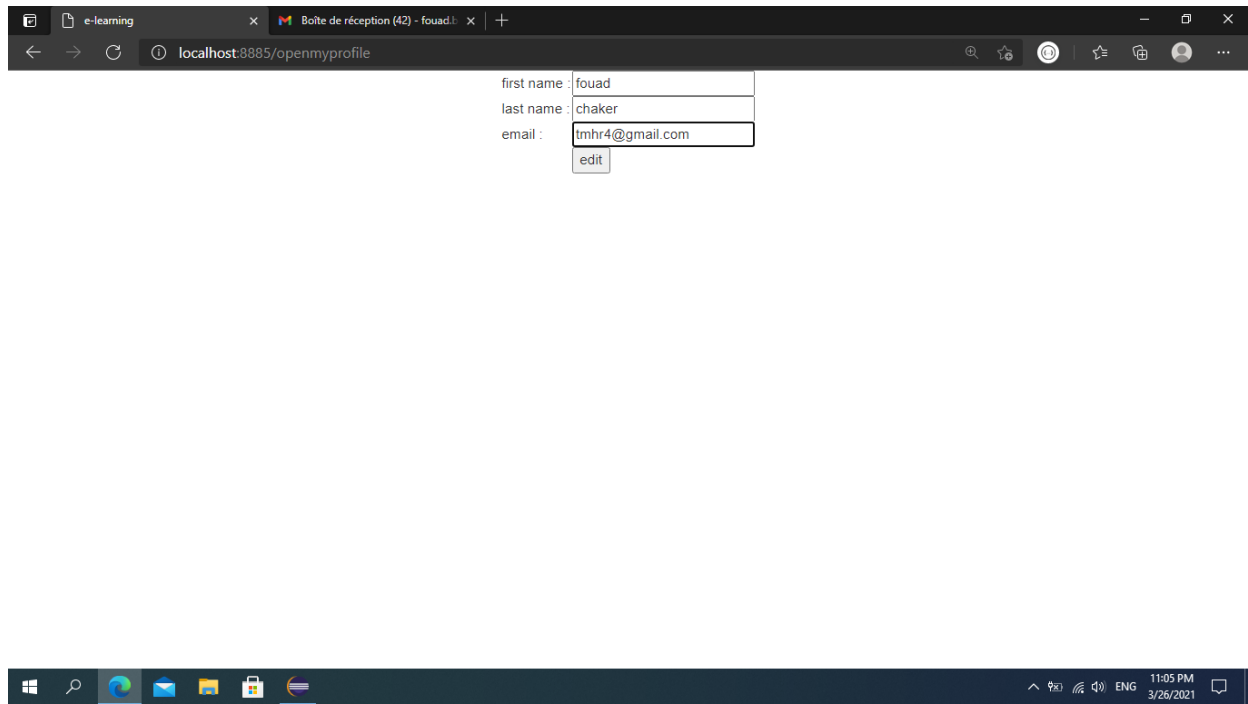 e-learning
Boîte de réception (42) - fouad.b
localhost:8885/openmyprofile
first name : fouad
last name : chaker
email : tmhr4@gmail.com
edit
ENG
11:05 PM
3/26/2021